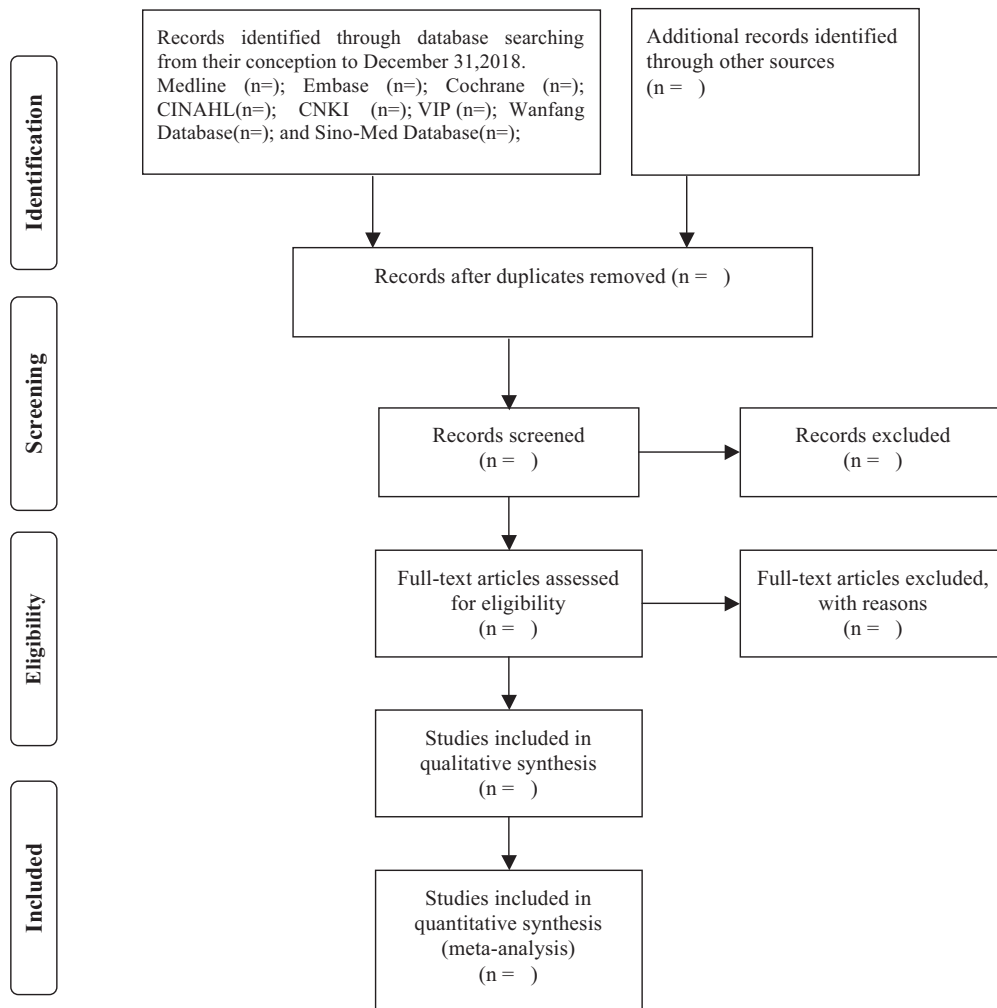 Identification
Records identified through database searching
from their conception to December 31,2018.
Medline (n=); Embase (n=); Cochrane (n=);
CINAHL(n=); CNKI (n=); VIP (n=); Wanfang
Database(n=); and Sino-Med Database(n=);
Additional records identified
through other sources
(n = )
Records after duplicates removed (n = )
Screening
Records screened
(n = )
Records excluded
(n = )
Eligibility
Full-text articles assessed
for eligibility
(n = )
Full-text articles excluded,
with reasons
(n = )
Studies included in
qualitative synthesis
(n = )
Included
Studies included in
quantitative synthesis
(meta-analysis)
(n = )